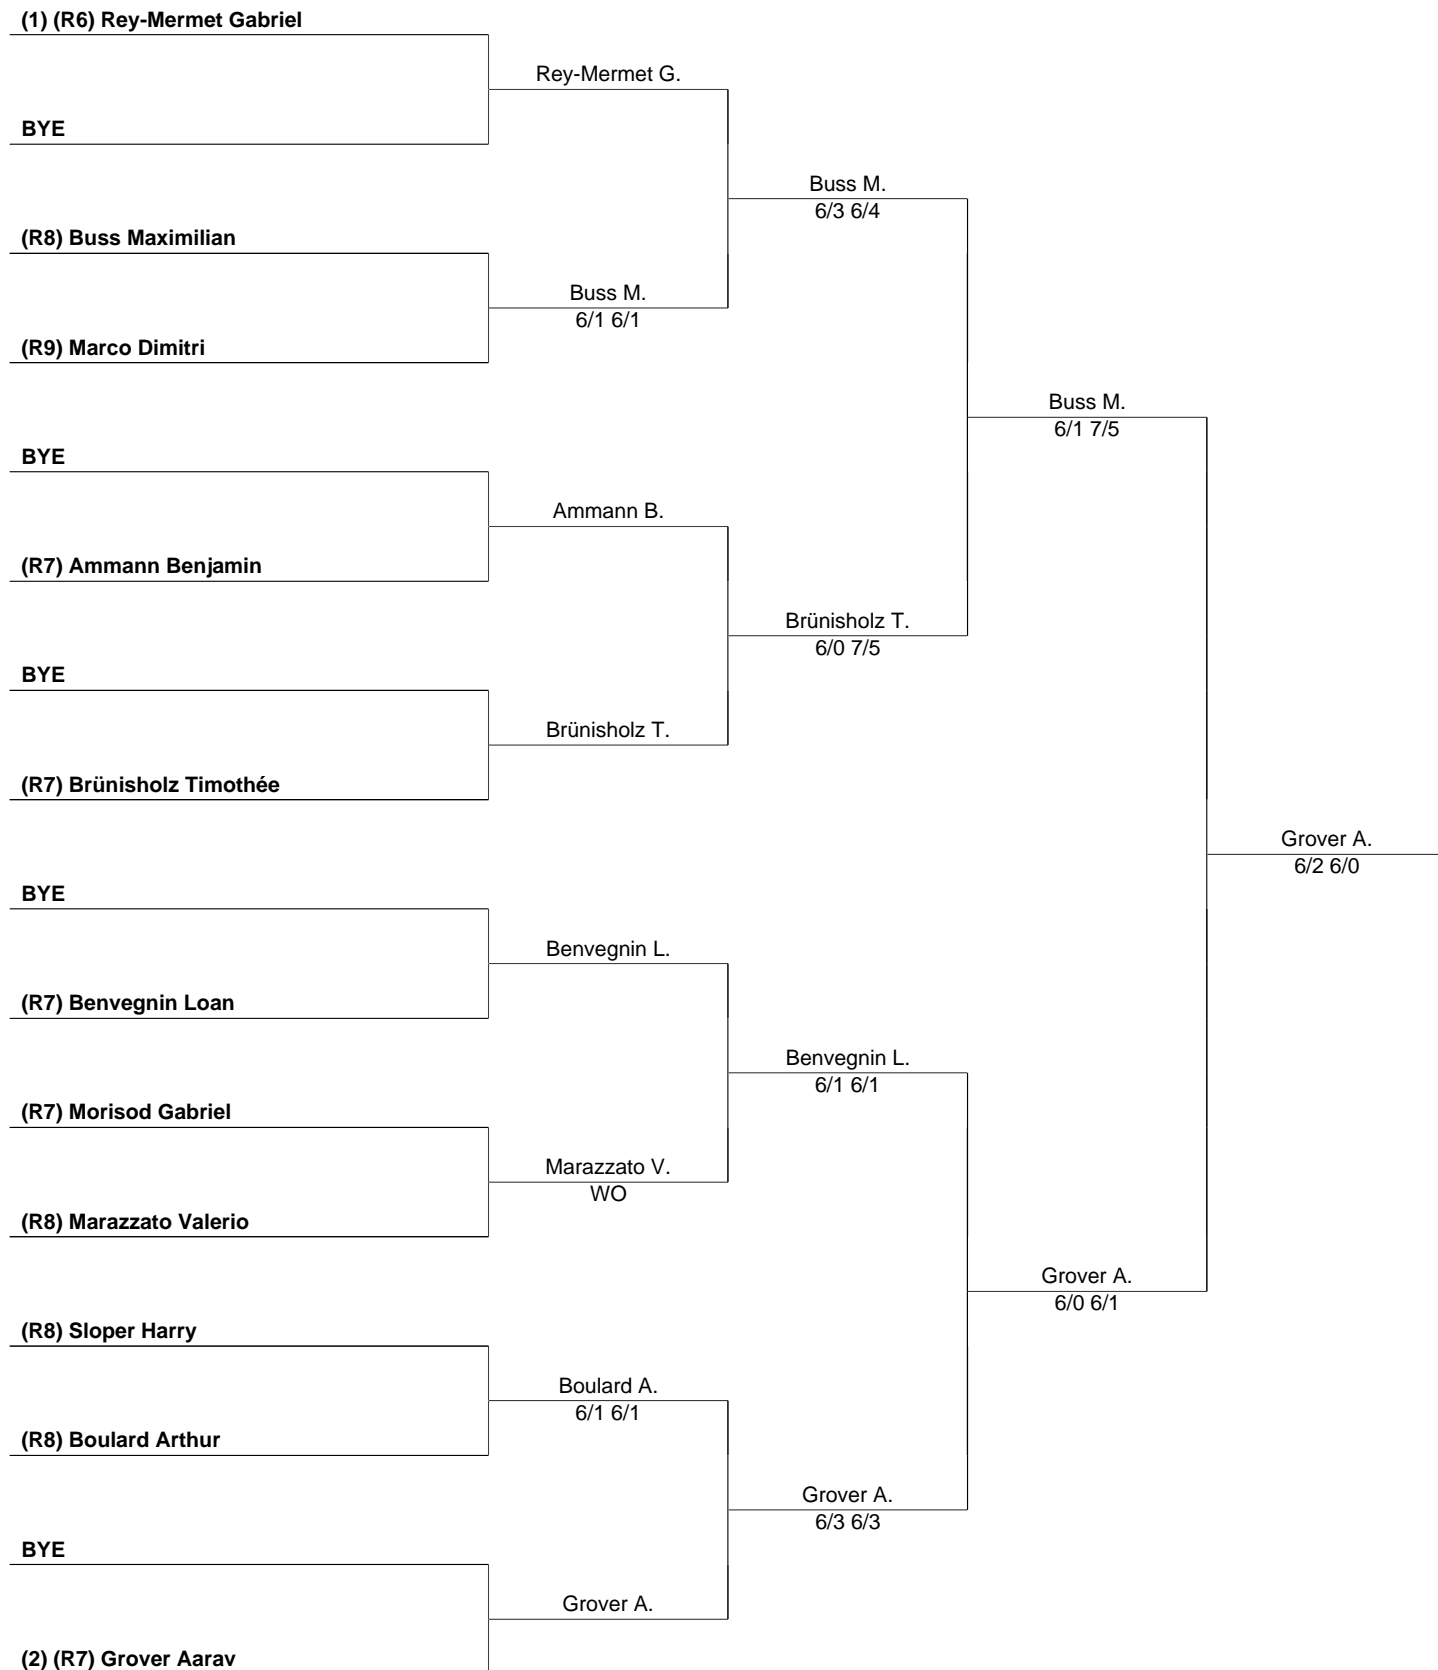 (1) (R6) Rey-Mermet Gabriel
Rey-Mermet G.
BYE
Buss M.
6/3 6/4
(R8) Buss Maximilian
Buss M.
6/1 6/1
(R9) Marco Dimitri
Buss M.
6/1 7/5
BYE
Ammann B.
(R7) Ammann Benjamin
Brünisholz T.
6/0 7/5
BYE
Brünisholz T.
(R7) Brünisholz Timothée
Grover A.
6/2 6/0
BYE
Benvegnin L.
(R7) Benvegnin Loan
Benvegnin L.
6/1 6/1
(R7) Morisod Gabriel
Marazzato V.
WO
(R8) Marazzato Valerio
Grover A.
6/0 6/1
(R8) Sloper Harry
Boulard A.
6/1 6/1
(R8) Boulard Arthur
Grover A.
6/3 6/3
BYE
Grover A.
(2) (R7) Grover Aarav